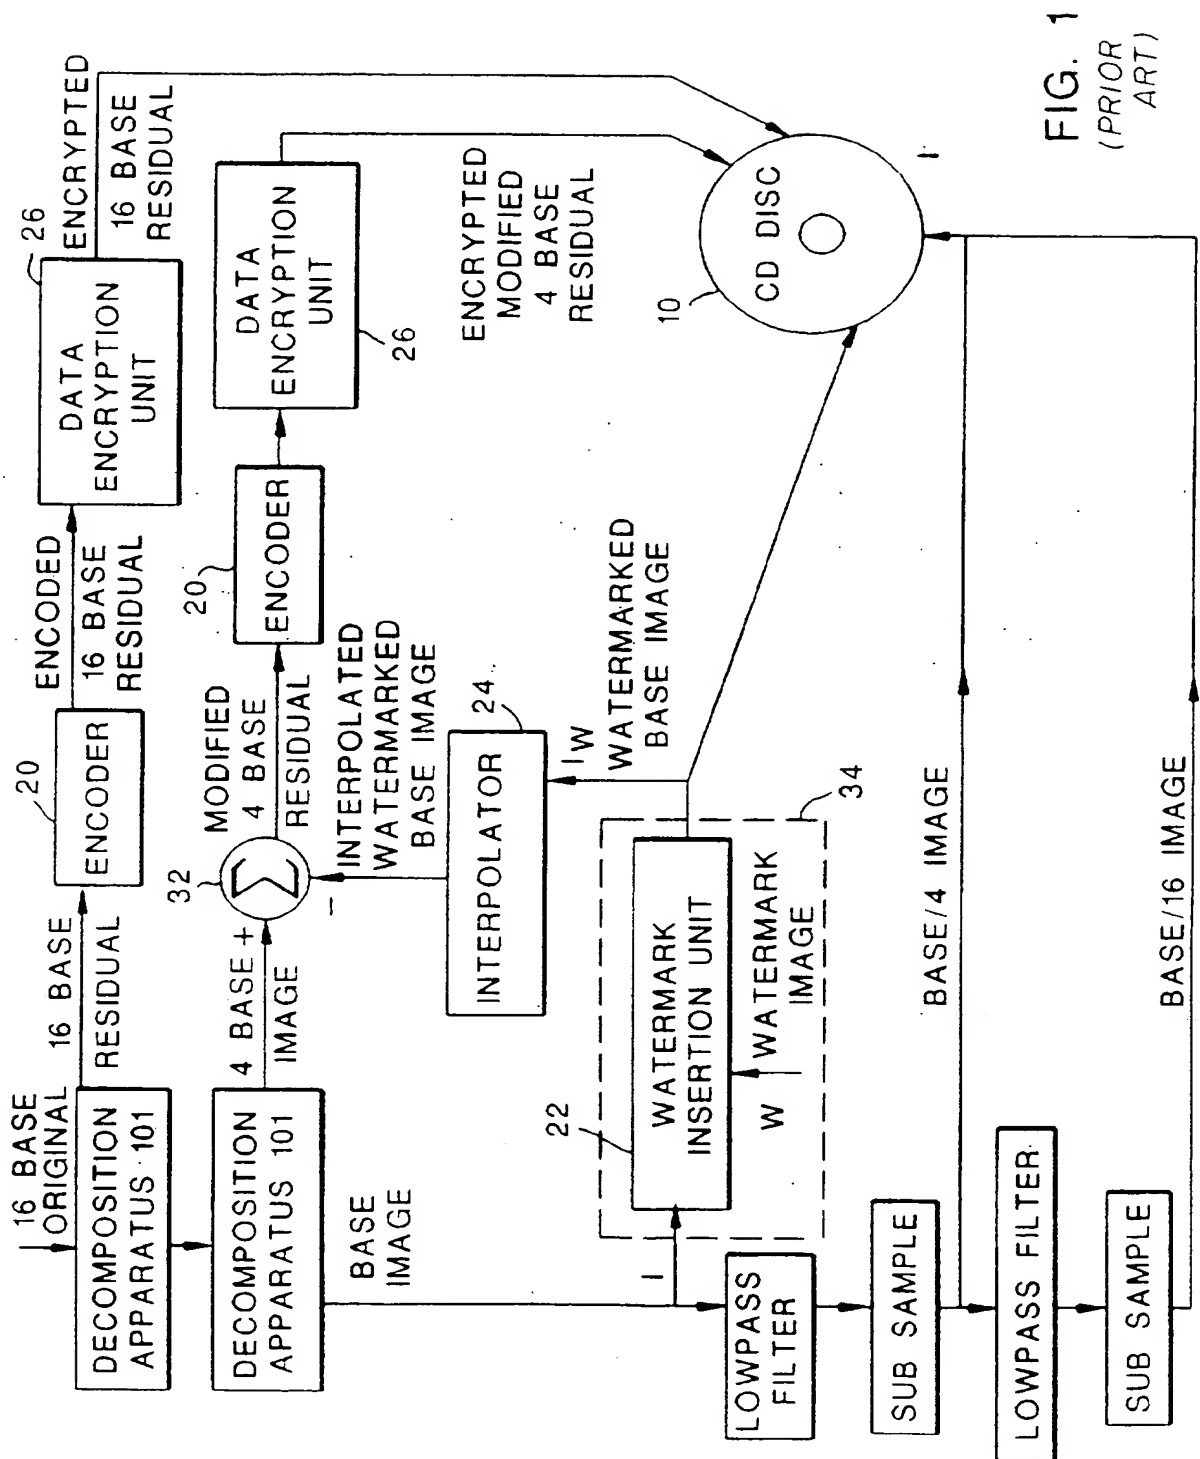 16 BASE
ORIGINAL
DECOMPOSITION
APPARATUS 101
16 BASE
RESIDUAL
20
ENCODER
ENCODED
16 BASE
RESIDUAL
26
DATA
ENCRYPTION
UNIT
ENCRYPTED
16 BASE
RESIDUAL
DECOMPOSITION
APPARATUS 101
4 BASE +
IMAGE
32
Σ
–
MODIFIED
4 BASE
RESIDUAL
20
ENCODER
DATA
ENCRYPTION
UNIT
26
ENCRYPTED
MODIFIED
4 BASE
RESIDUAL
INTERPOLATED
WATERMARKED
BASE IMAGE
INTERPOLATOR
24
IW
WATERMARKED
BASE IMAGE
BASE
IMAGE
I
22
WATERMARK
INSERTION UNIT
W
WATERMARK
IMAGE
34
10
CD DISC
LOWPASS
FILTER
SUB SAMPLE
BASE/4 IMAGE
LOWPASS FILTER
SUB SAMPLE
BASE/16 IMAGE
FIG. 1
(PRIOR
ART)